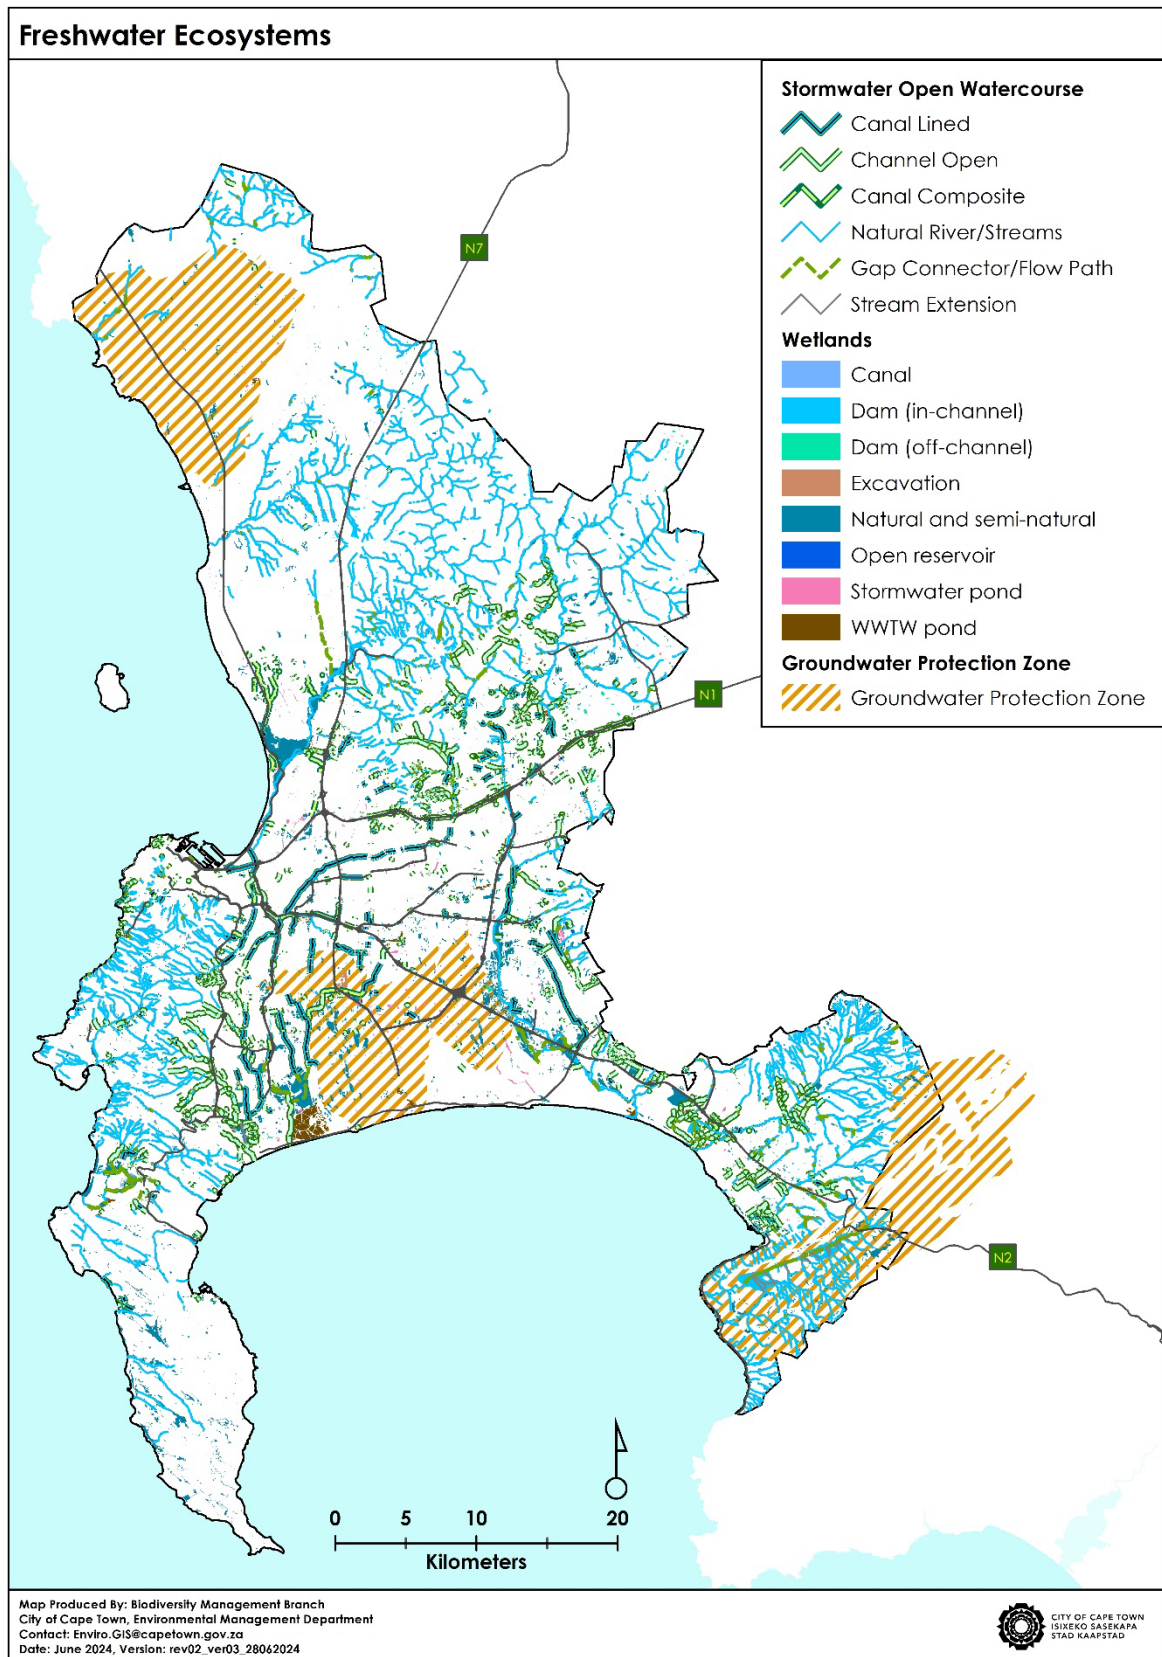 Freshwater Ecosystems
Stormwater Open Watercourse
Canal Lined
Channel Open
Canal Composite
Natural River/Streams
Gap Connector/Flow Path
Stream Extension
Wetlands
Canal
Dam (in-channel)
Dam (off-channel)
Excavation
Natural and semi-natural
Open reservoir
Stormwater pond
WWTW pond
Groundwater Protection Zone
Groundwater Protection Zone
N7
N1
N2
0 5 10 20
Kilometers
Map Produced By: Biodiversity Management Branch
City of Cape Town, Environmental Management Department
Contact: Enviro.GIS@capetown.gov.za
Date: June 2024, Version: rev02_ver03_28062024
CITY OF CAPE TOWN
ISIXEKO SASEKAPA
STAD KAAPSTAD